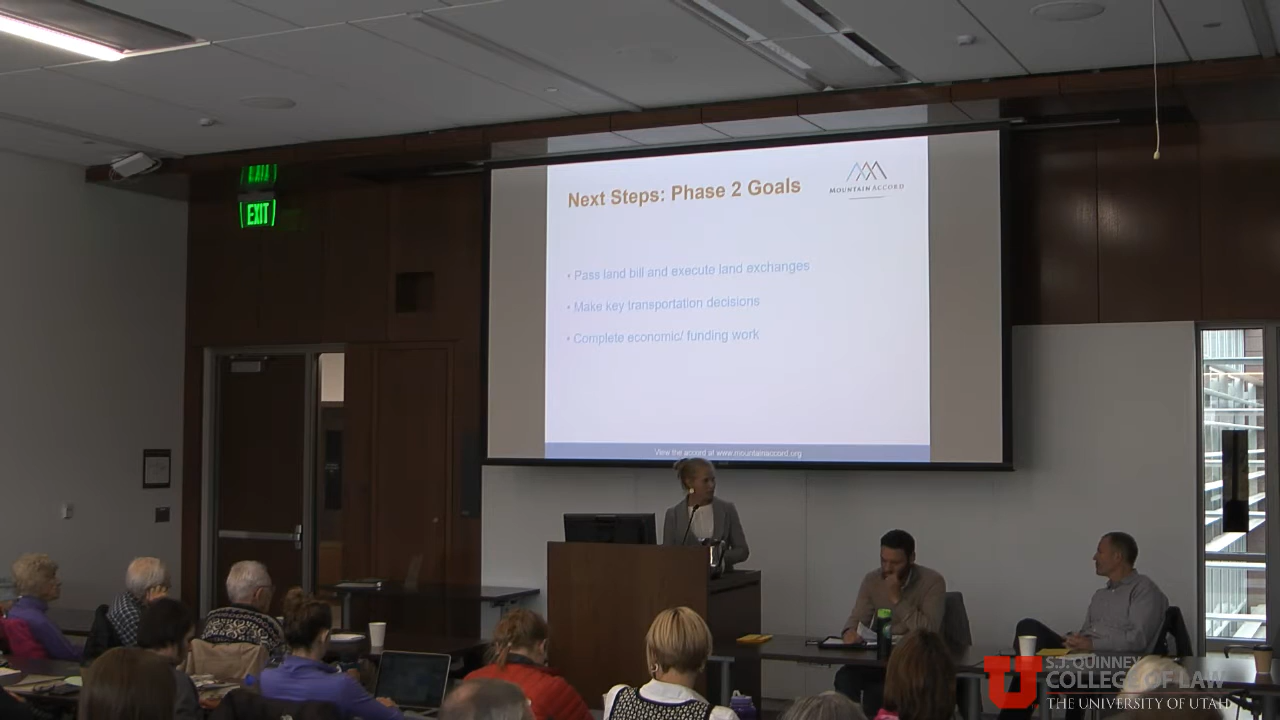 EXIT
EXIT
Next Steps: Phase 2 Goals
MOUNTAIN ACCORD
• Pass land bill and execute land exchanges
• Make key transportation decisions
• Complete economic/ funding work
View the accord at www.mountainaccord.org
U
S.J. QUINNEY
COLLEGE OF LAW
THE UNIVERSITY OF UTAH